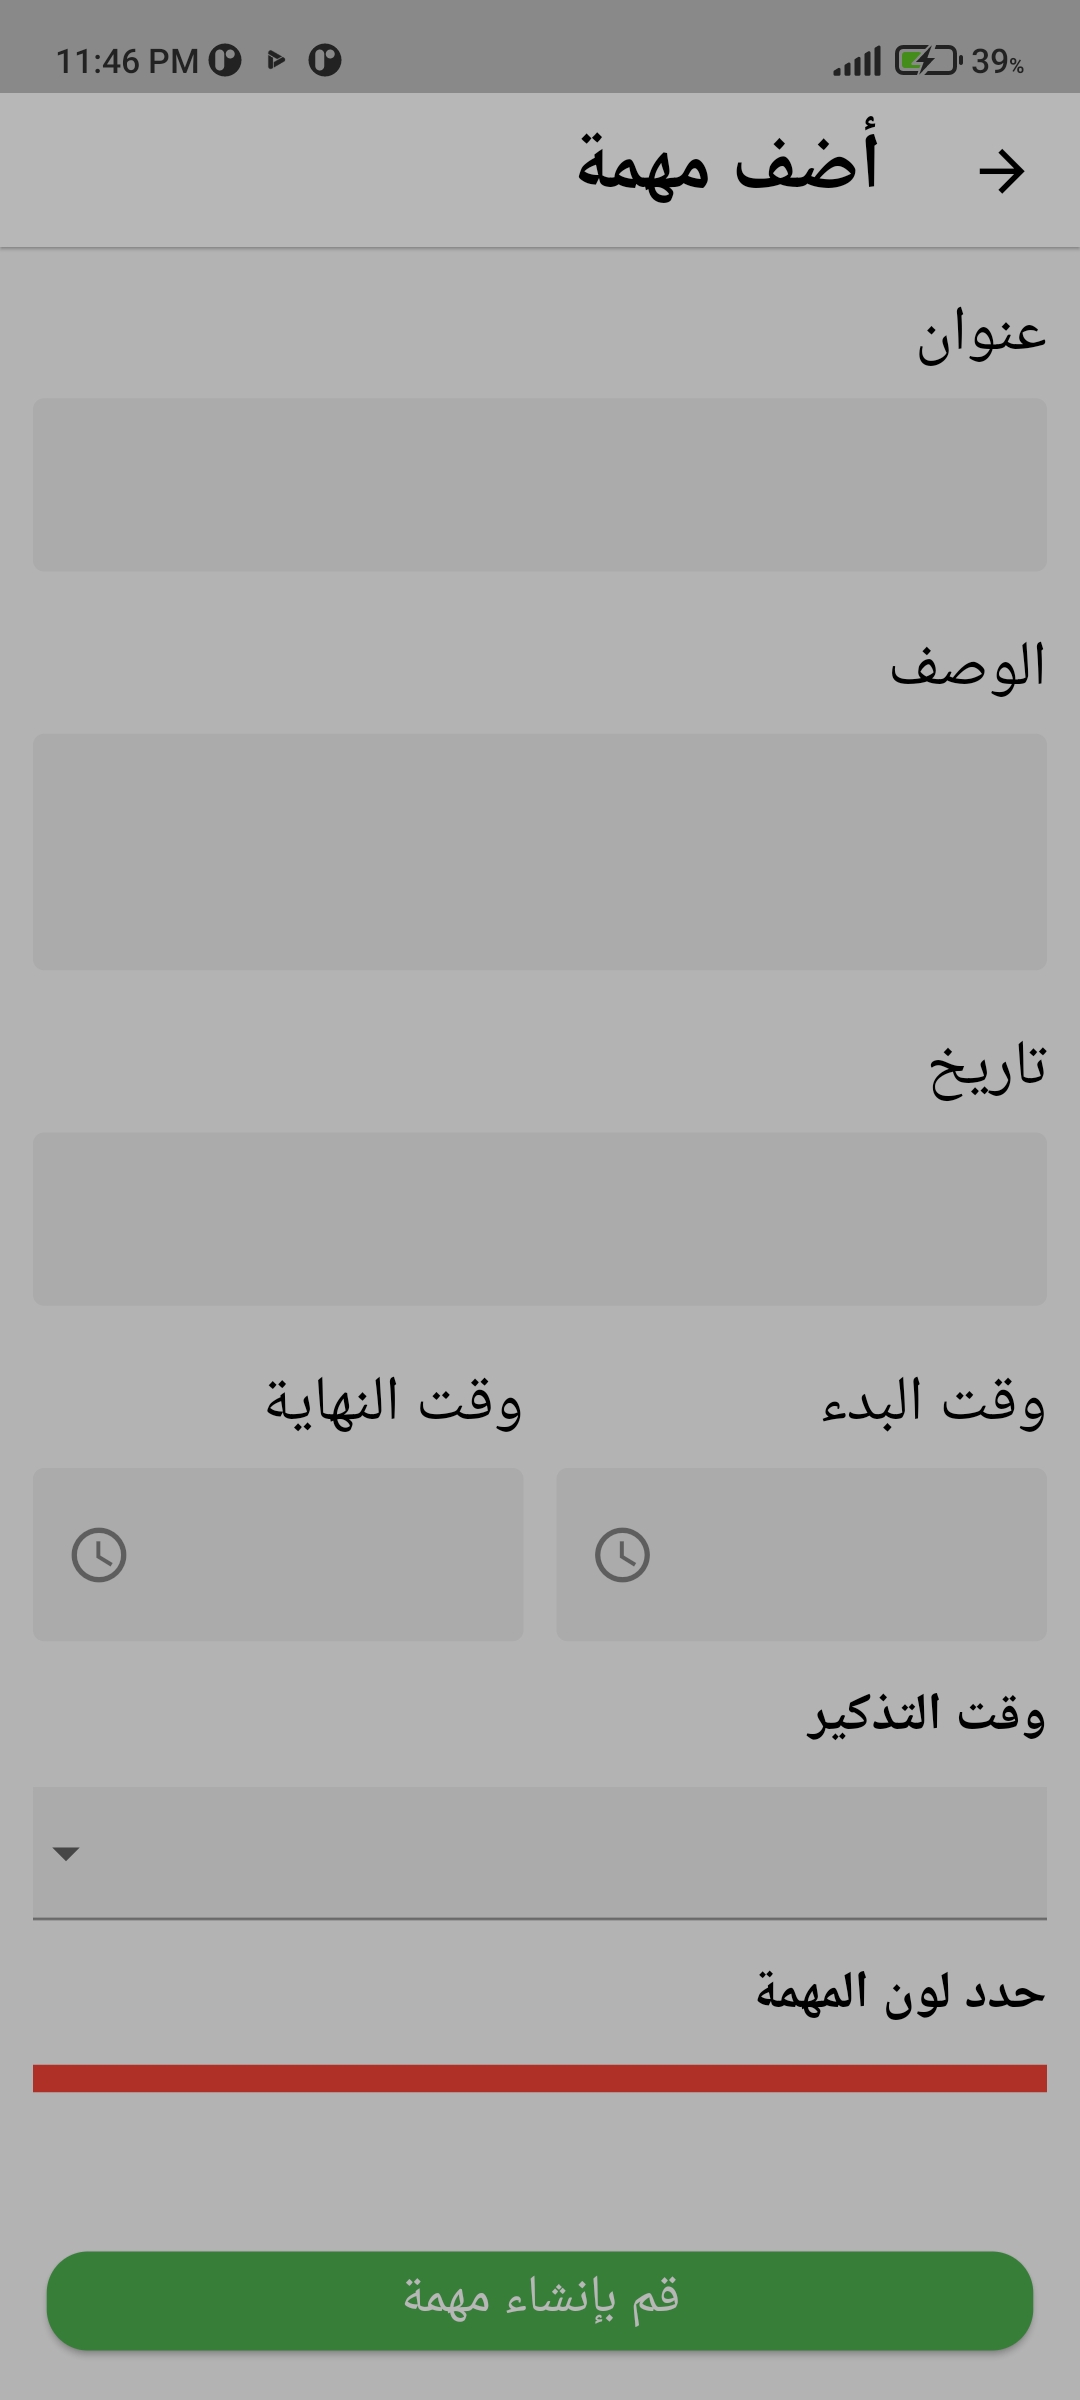 11:46 PM 39%
أضف مهمة
عنوان
الوصف
تاريخ
وقت البدء وقت النهاية
وقت التذكير
حدد لون المهمة
قم بإنشاء مهمة